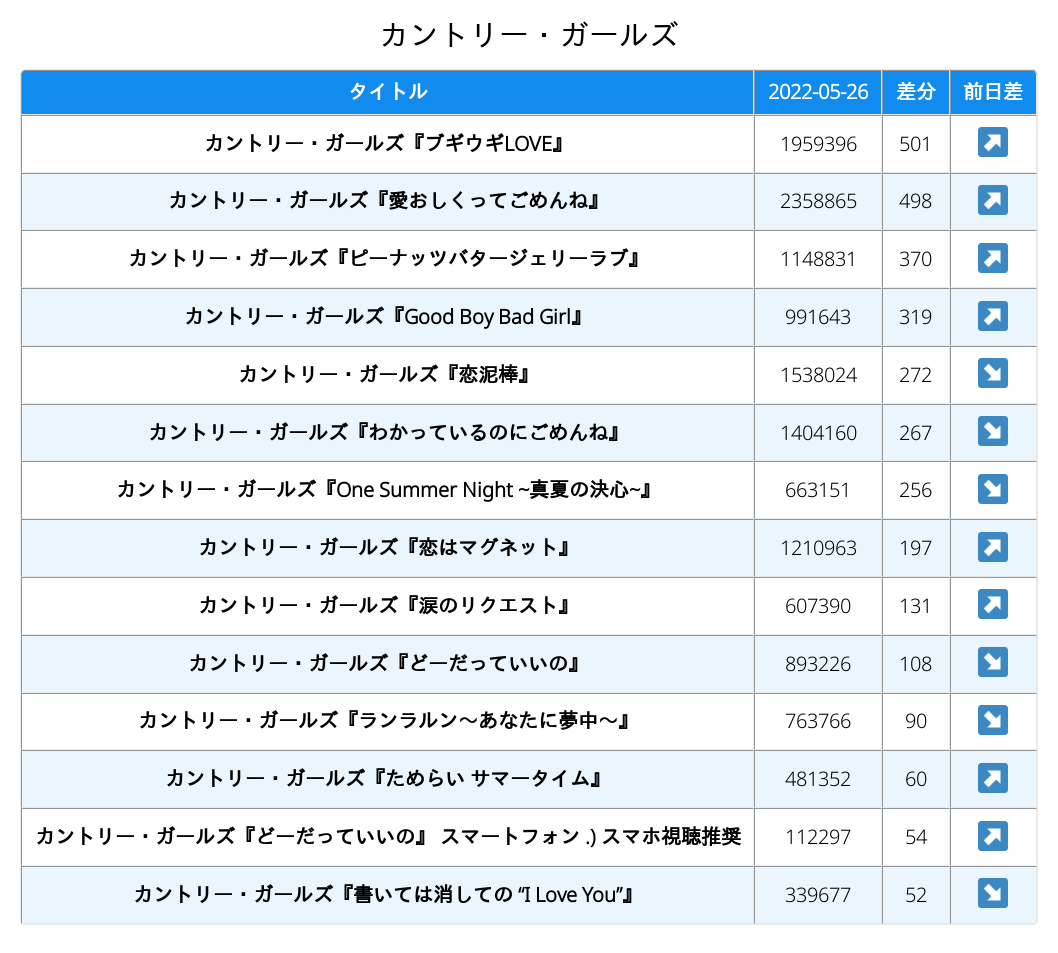 カントリー・ガールズ
タイトル 2022-05-26 差分 前日差
カントリー・ガールズ『ブギウギLOVE』 1959396 501 ↗
カントリー・ガールズ『愛おしくってごめんね』 2358865 498 ↗
カントリー・ガールズ『ピーナッツバタージェリーラブ』 1148831 370 ↗
カントリー・ガールズ『Good Boy Bad Girl』 991643 319 ↗
カントリー・ガールズ『恋泥棒』 1538024 272 ↘
カントリー・ガールズ『わかっているのにごめんね』 1404160 267 ↘
カントリー・ガールズ『One Summer Night ~真夏の決心~』 663151 256 ↘
カントリー・ガールズ『恋はマグネット』 1210963 197 ↗
カントリー・ガールズ『涙のリクエスト』 607390 131 ↗
カントリー・ガールズ『どーだっていいの』 893226 108 ↘
カントリー・ガールズ『ランラルン〜あなたに夢中〜』 763766 90 ↘
カントリー・ガールズ『ためらい サマータイム』 481352 60 ↗
カントリー・ガールズ『どーだっていいの』 スマートフォン .) スマホ視聴推奨 112297 54 ↗
カントリー・ガールズ『書いては消しての “I Love You”』 339677 52 ↘